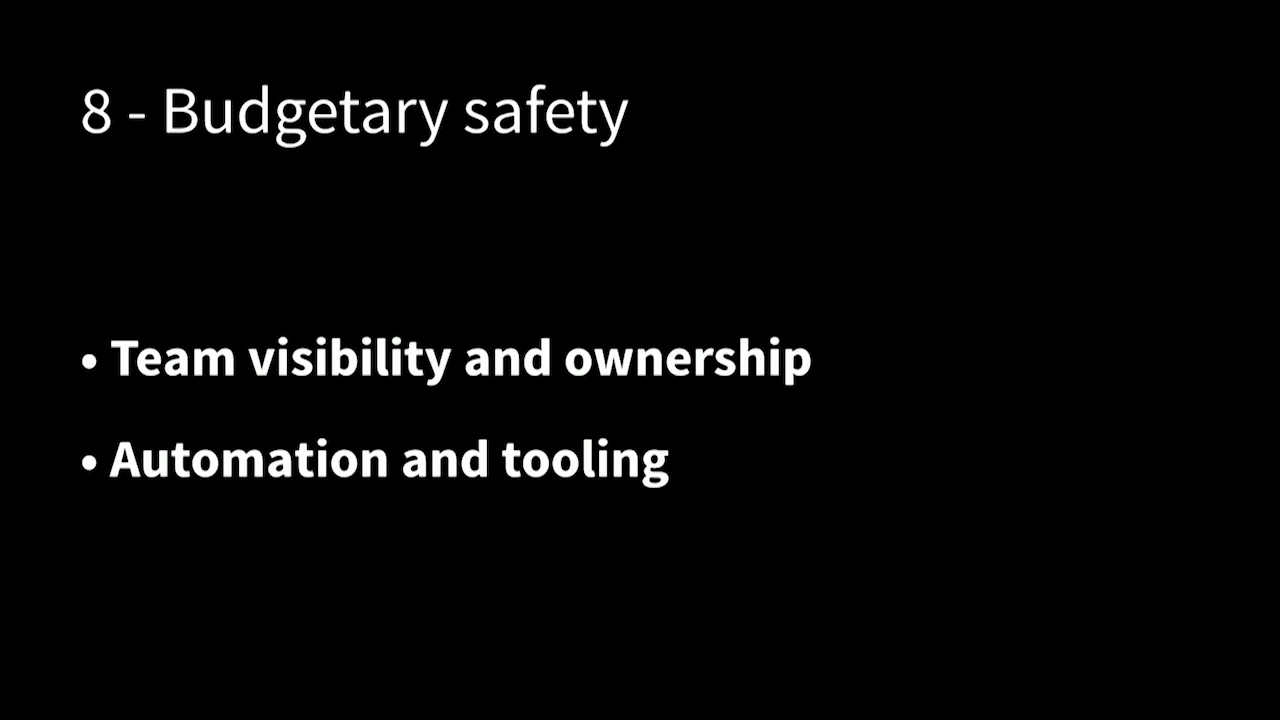 8 - Budgetary safety
• Team visibility and ownership
• Automation and tooling